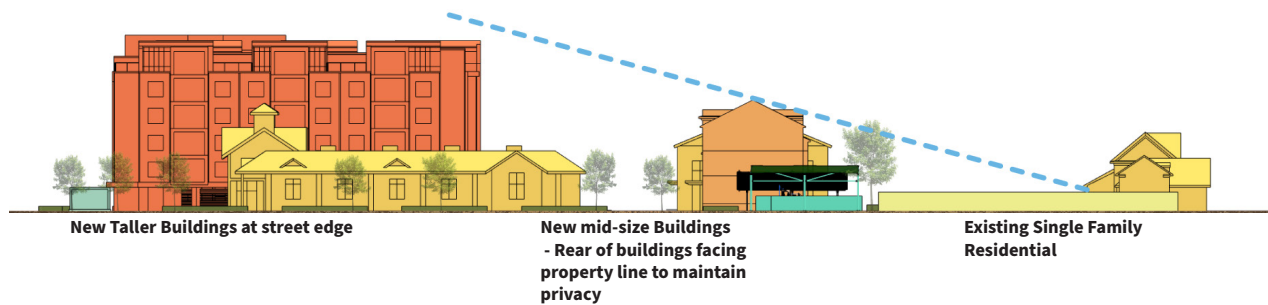 New Taller Buildings at street edge
New mid-size Buildings
- Rear of buildings facing
property line to maintain
privacy
Existing Single Family
Residential